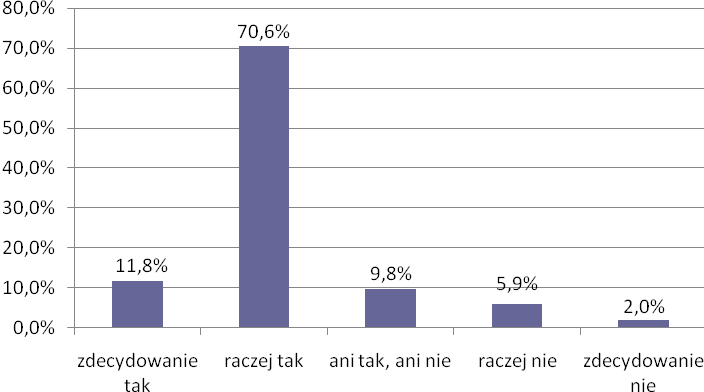 80,0%
70,0%
60,0%
50,0%
40,0%
30,0%
20,0%
10,0%
0,0%
11,8%
70,6%
9,8%
5,9%
2,0%
zdecydowanie tak
raczej tak
ani tak, ani nie
raczej nie
zdecydowanie nie